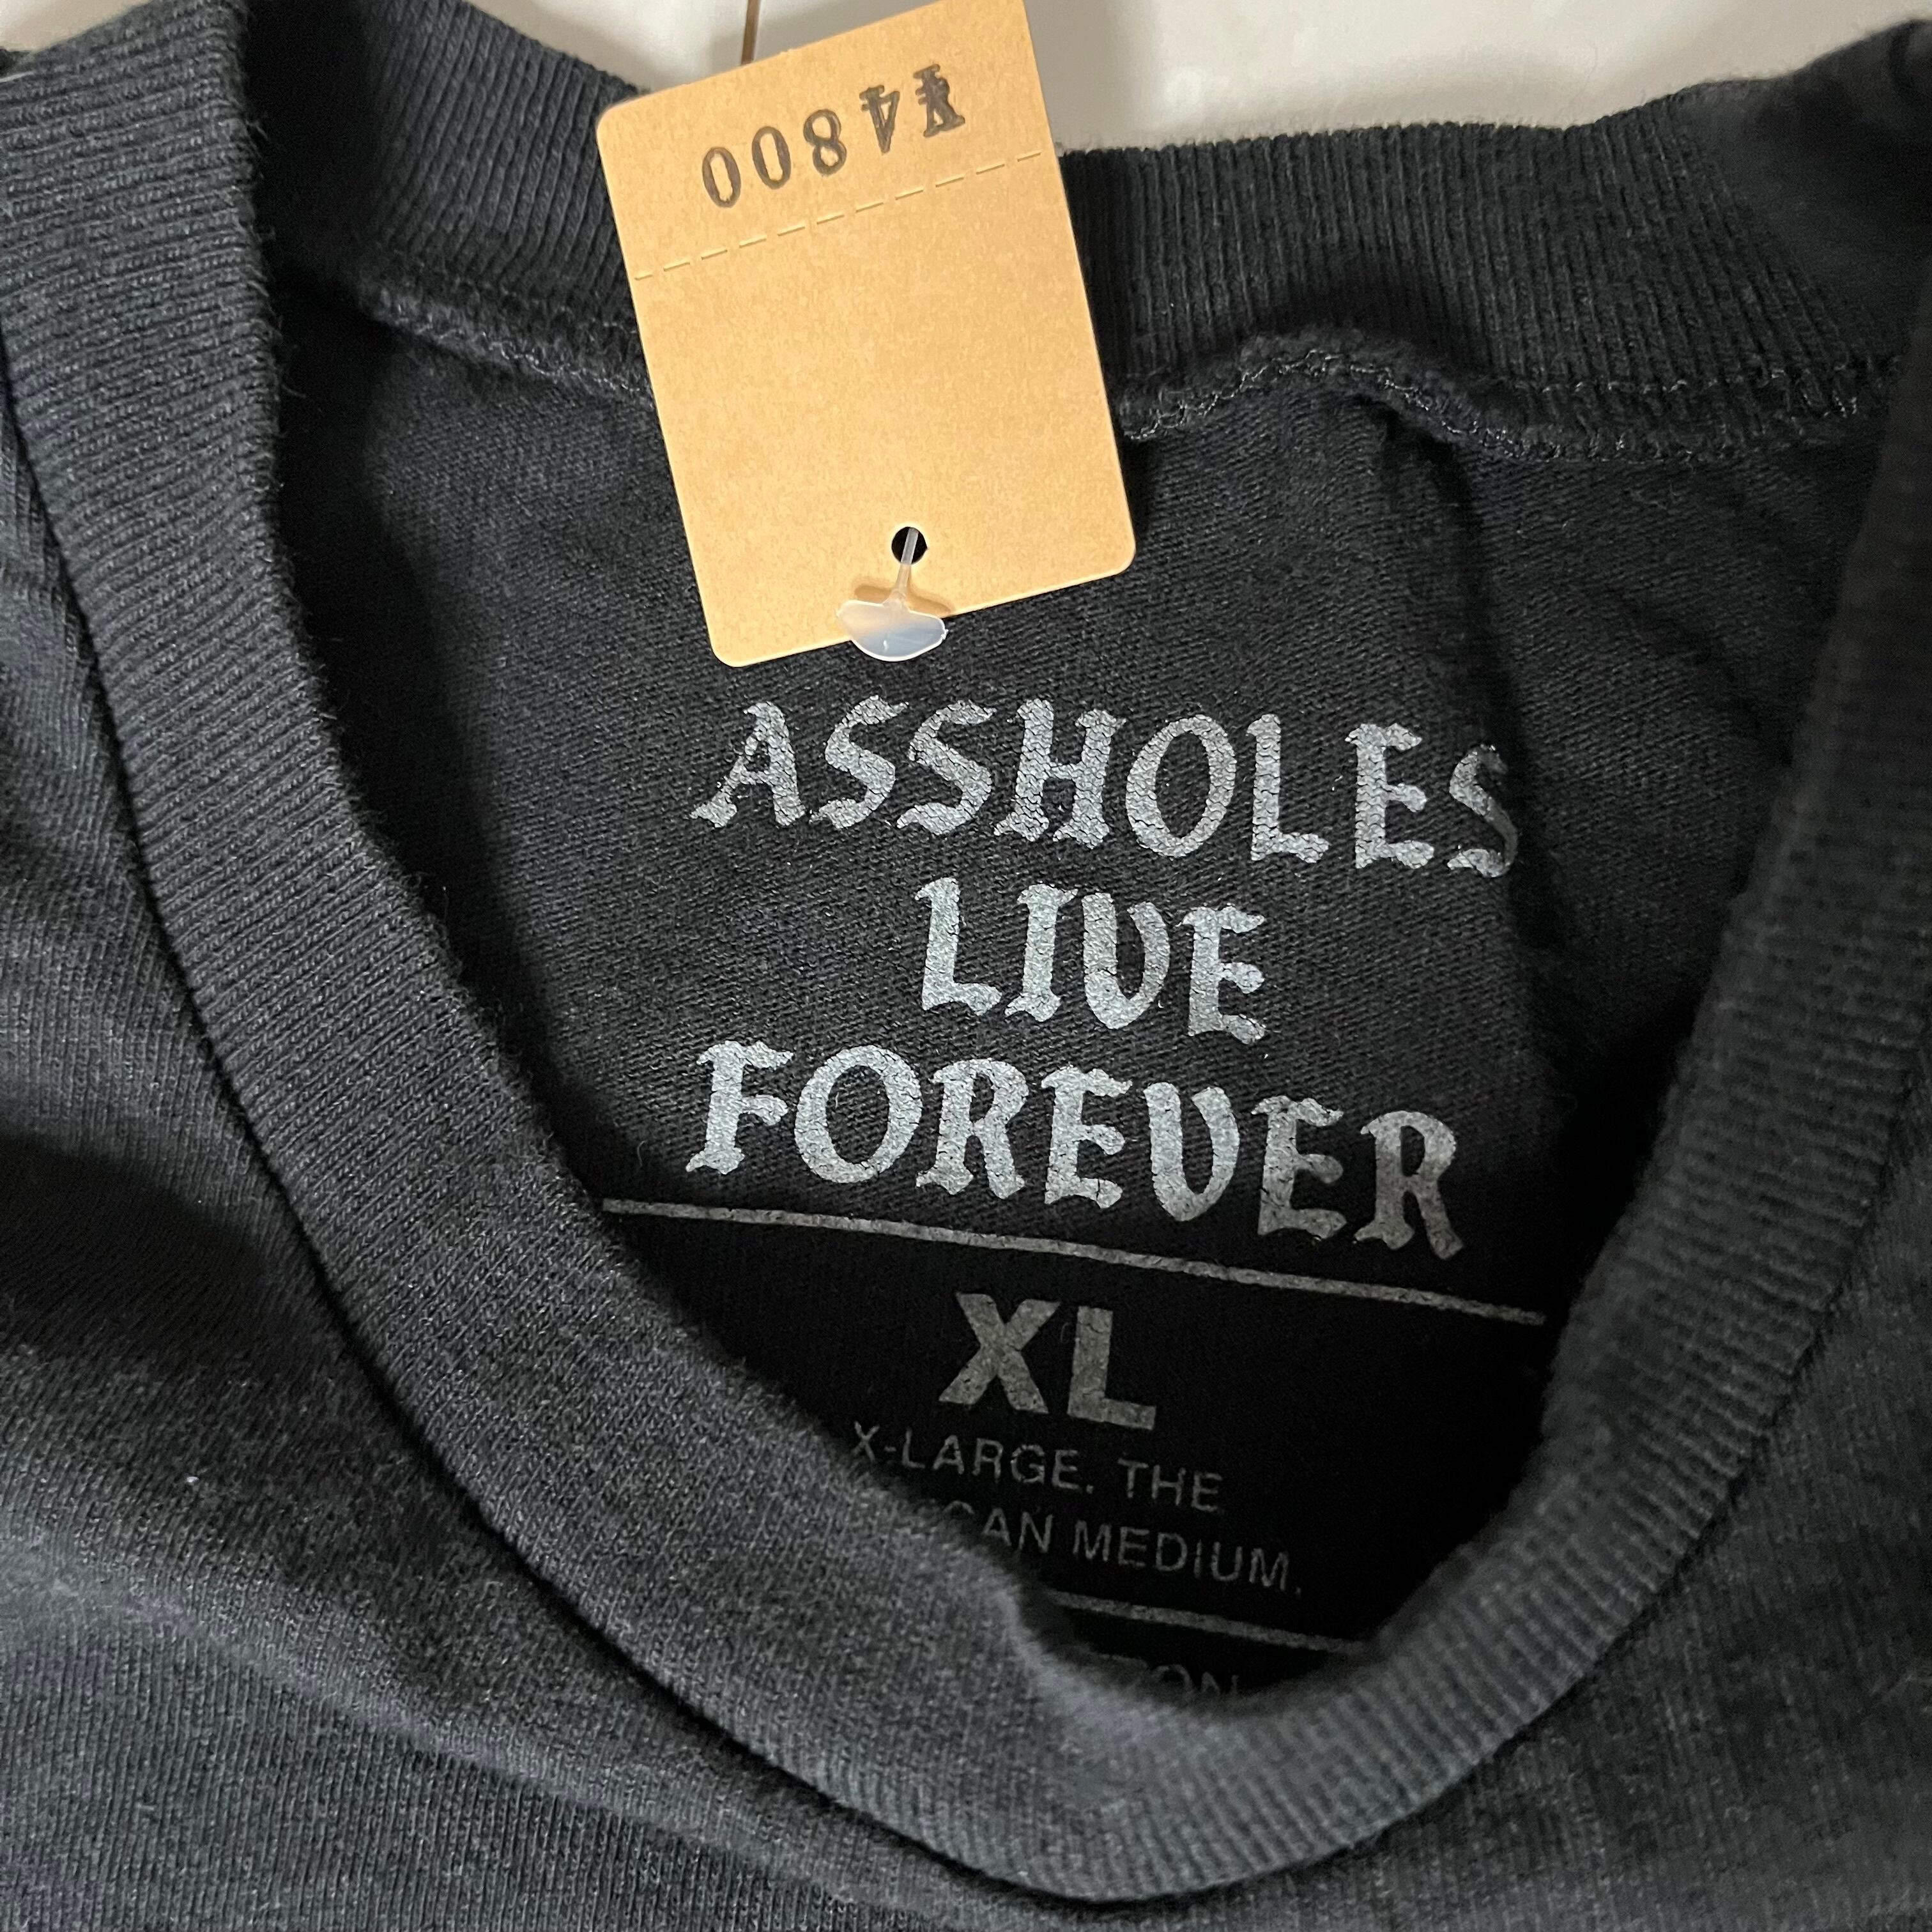 ¥4800
ASSHOLES
LIVE
FOREVER
XL
X-LARGE. THE
MEDIUM.